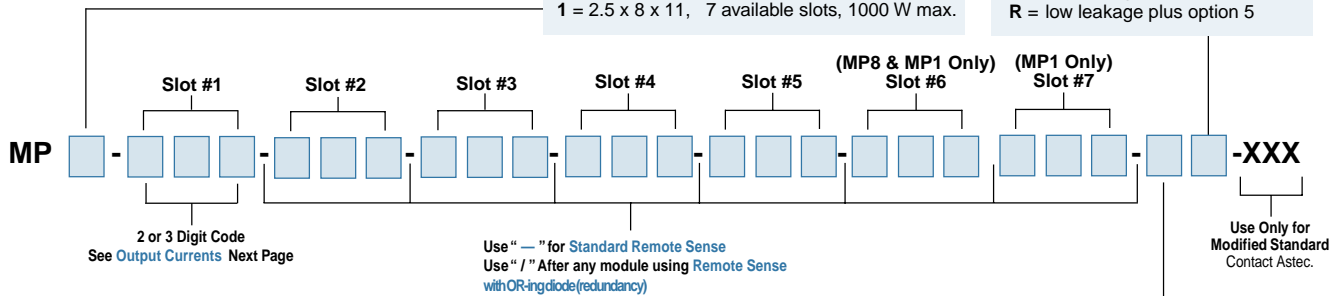 1 = 2.5 x 8 x 11, 7 available slots, 1000 W max.
R = low leakage plus option 5
(MP8 & MP1 Only)
(MP1 Only)
Slot #1
Slot #2
Slot #3
Slot #4
Slot #5
Slot #6
Slot #7
MP - - - - - - - - -XXX
2 or 3 Digit Code
See Output Currents Next Page
Use “ — ” for Standard Remote Sense
Use “ / ” After any module using Remote Sense
with OR-ing diode (redundancy)
Use Only for
Modified Standard
Contact Astec.